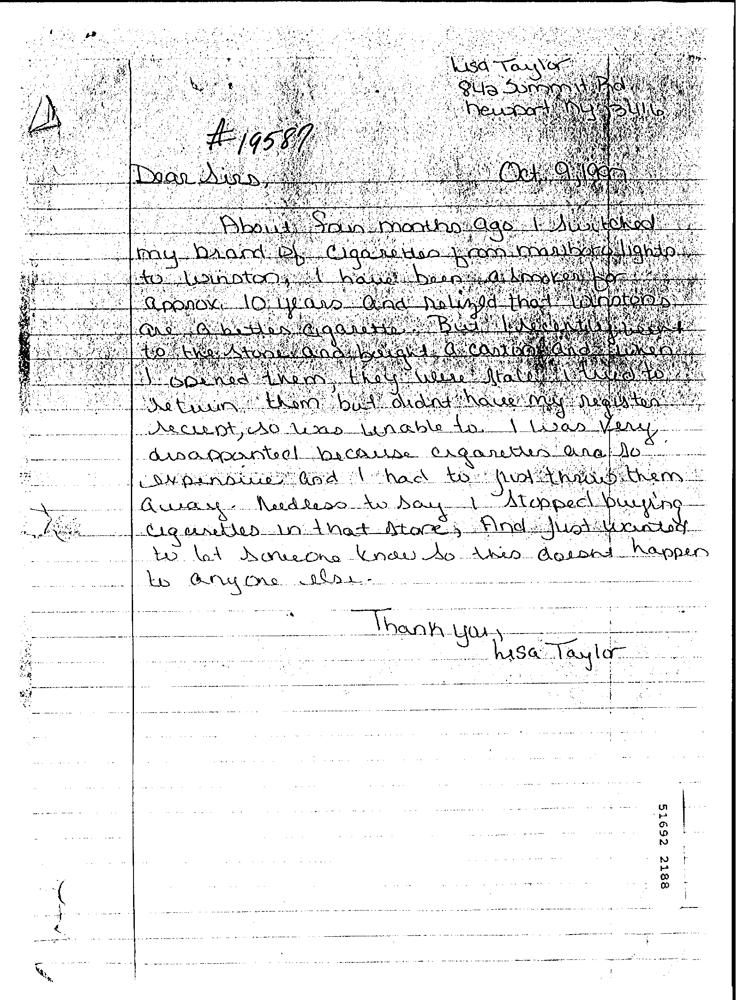 Lisa Taylor
842 Summit Rd
Newport Ny 13416
#19587
Dear Sirs, Oct. 9, 199
About four months ago I switched
my brand of cigarettes from marlboro lights
to winston, I have been a smoker for
approx. 10 years and relized that winstons
are a better cigarette. But I recently went
to the store and bought a carton and when
I opened them, they were stale. I tried to
return them but didnt have my register
reciept, so was unable to. I was very
disappointed because cigarettes are so
expensive and I had to just throw them
away. Needless to say I stopped buying
cigarettes in that store, And just wanted
to let someone know so this doesnt happen
to anyone else.
Thank you,
Lisa Taylor
51692 2188